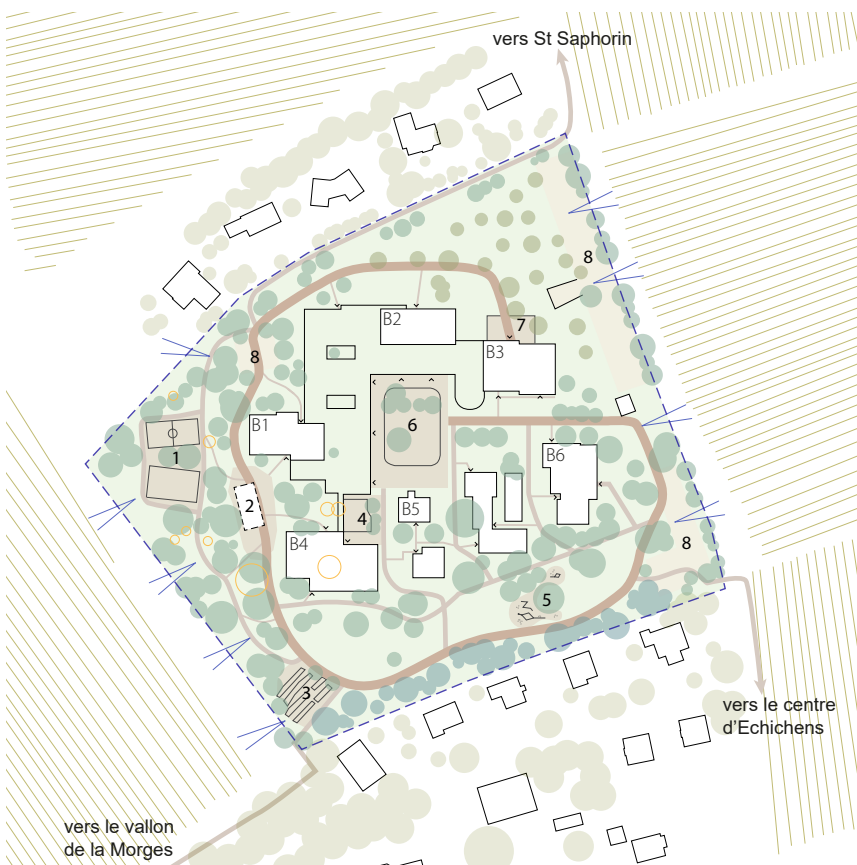 vers St Saphorin
8
B2
7
B3
8
6
B1
1
B6
2
B5
4
B4
8
5
3
vers le centre
d'Echichens
vers le vallon
de la Morges